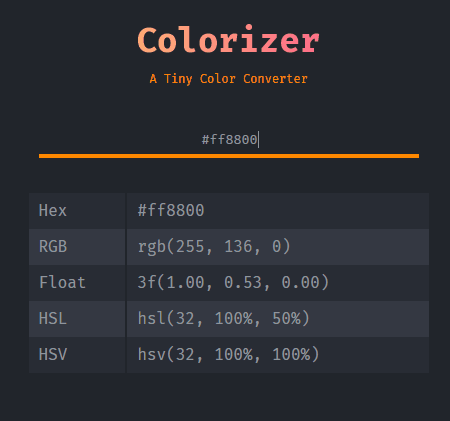 Colorizer
A Tiny Color Converter
#ff8800
Hex #ff8800
RGB rgb(255, 136, 0)
Float 3f(1.00, 0.53, 0.00)
HSL hsl(32, 100%, 50%)
HSV hsv(32, 100%, 100%)